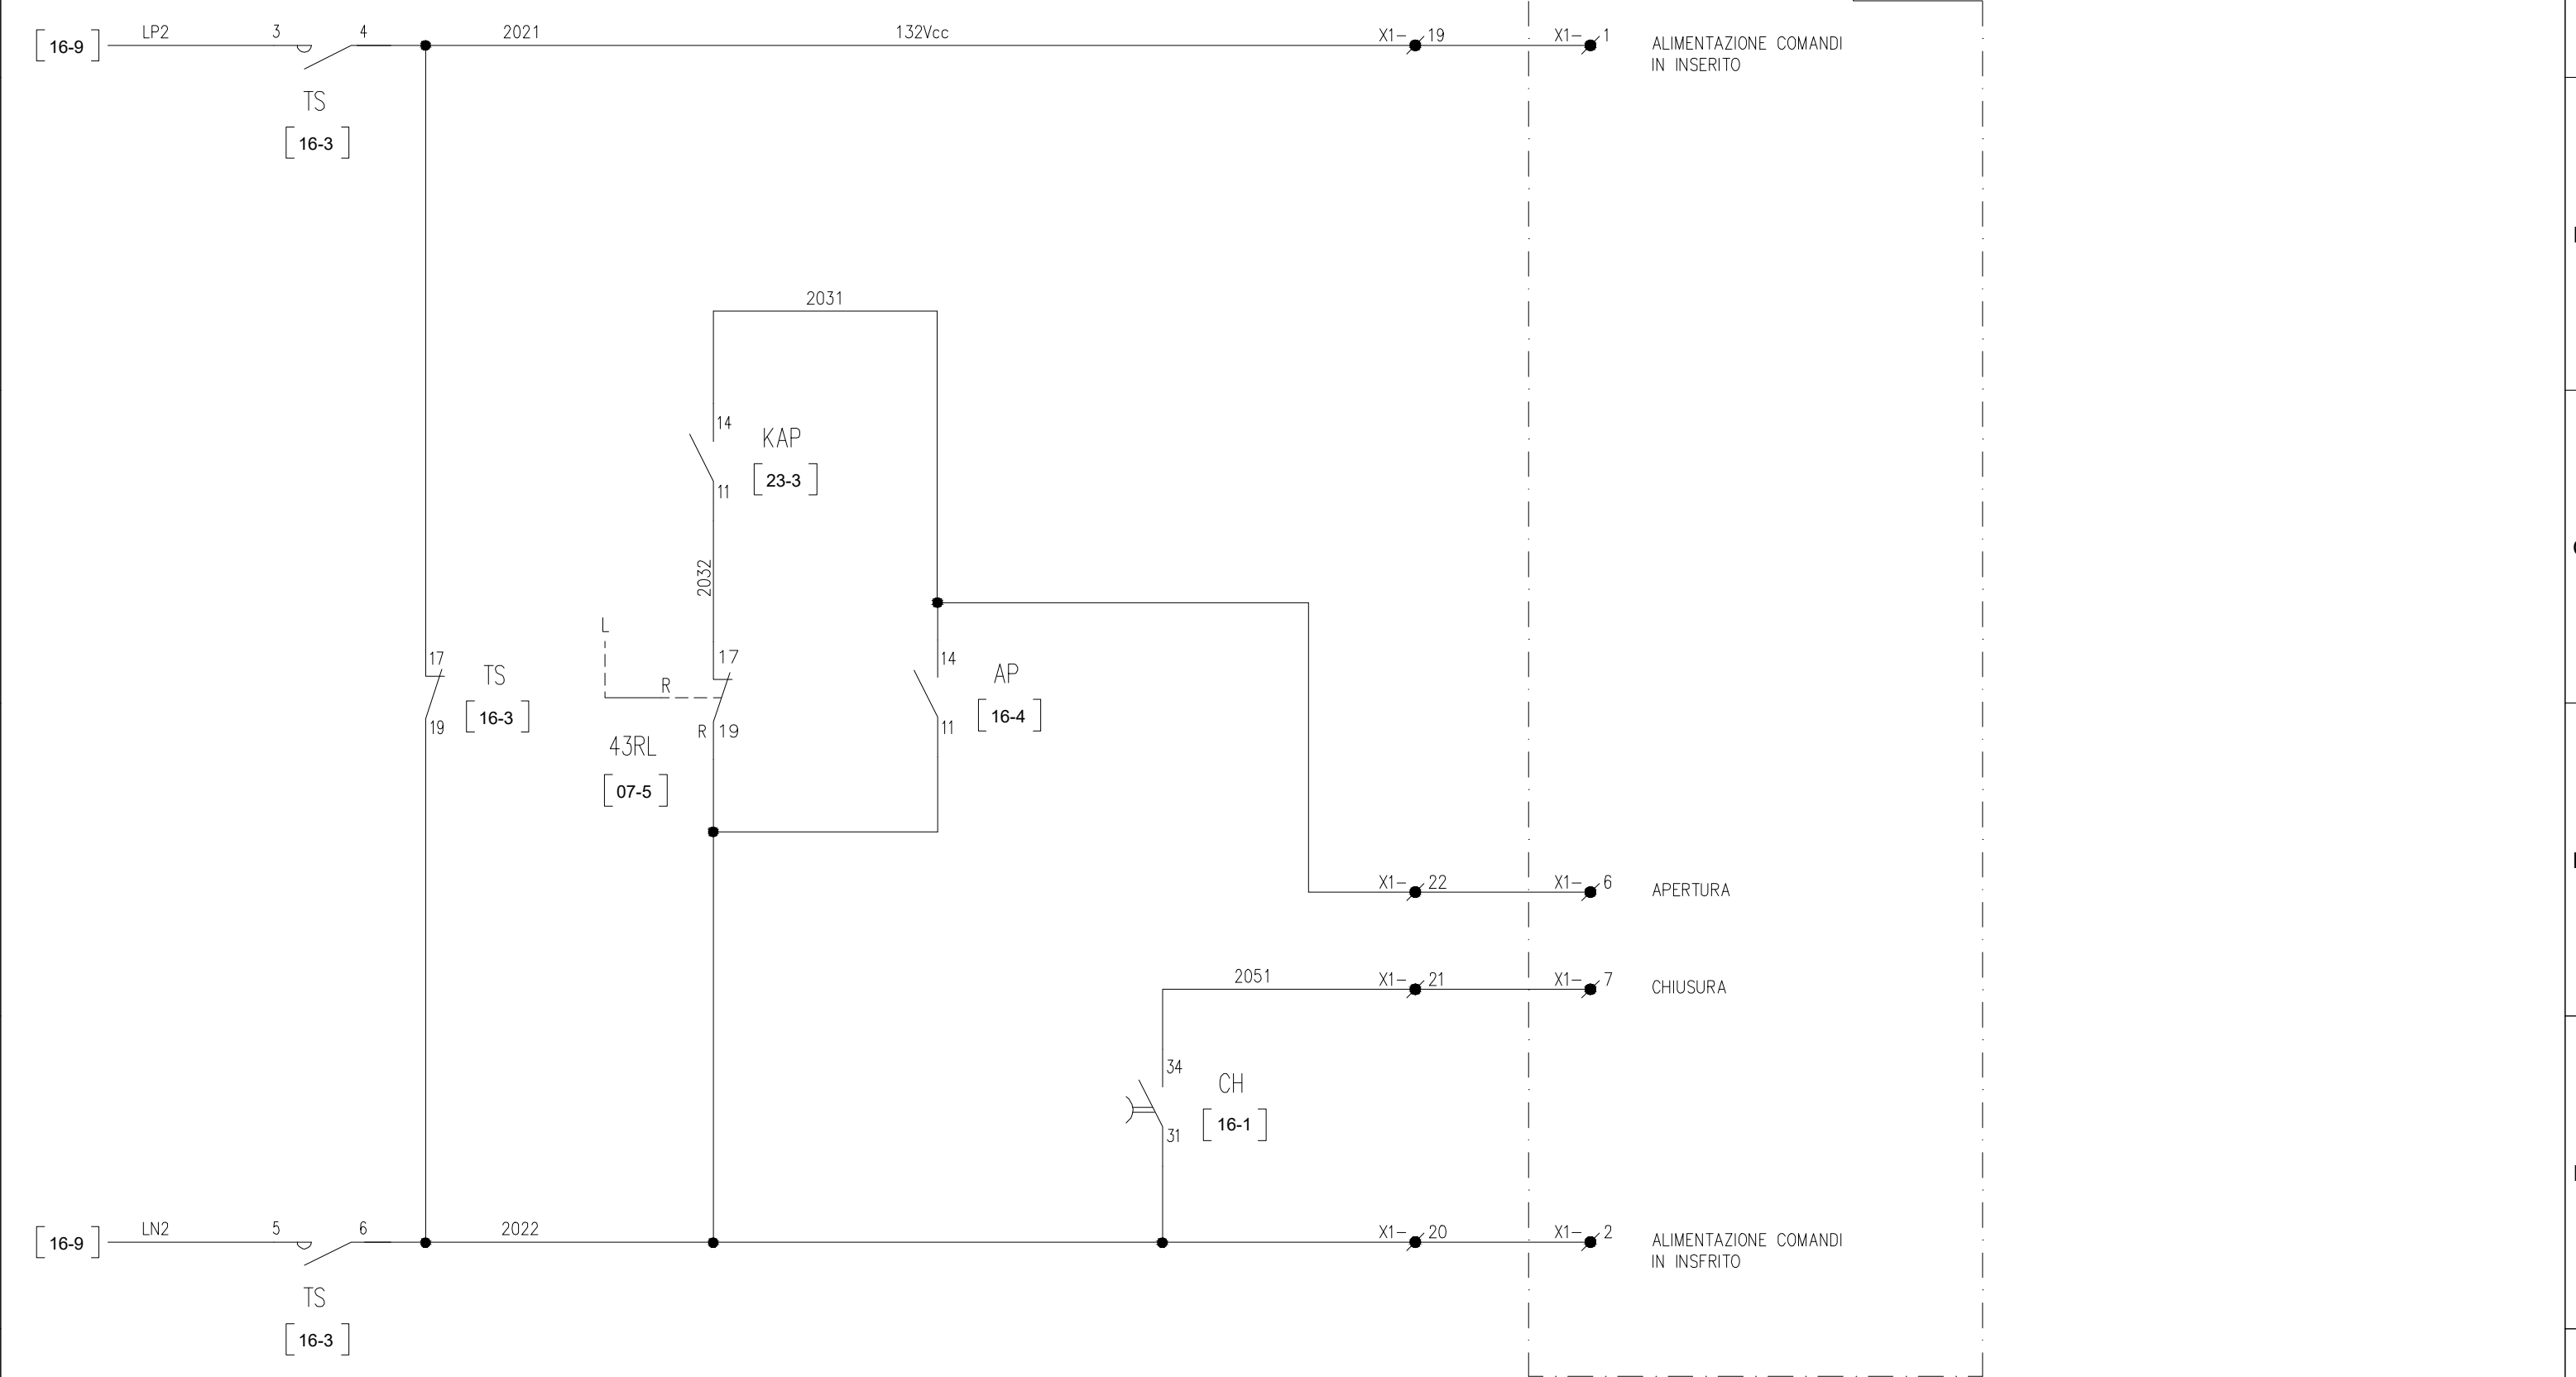 [16-9] LP2 3 4 2021 132Vcc X1- 19 X1- 1 ALIMENTAZIONE COMANDI
IN INSERITO
TS
[16-3]
2031
14
KAP
[23-3]
11
2032
L
17
TS
[16-3]
19
17
R
R 19
43RL
[07-5]
14
AP
[16-4]
11
X1- 22 X1- 6 APERTURA
2051 X1- 21 X1- 7 CHIUSURA
34
CH
[16-1]
31
[16-9] LN2 5 6 2022 X1- 20 X1- 2 ALIMENTAZIONE COMANDI
IN INSFRITO
TS
[16-3]